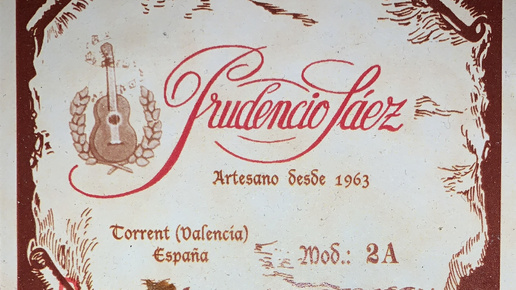 Prudencio Sáez
Artesano desde 1963
Torrent (Valencia)
España
Mod.: 2A